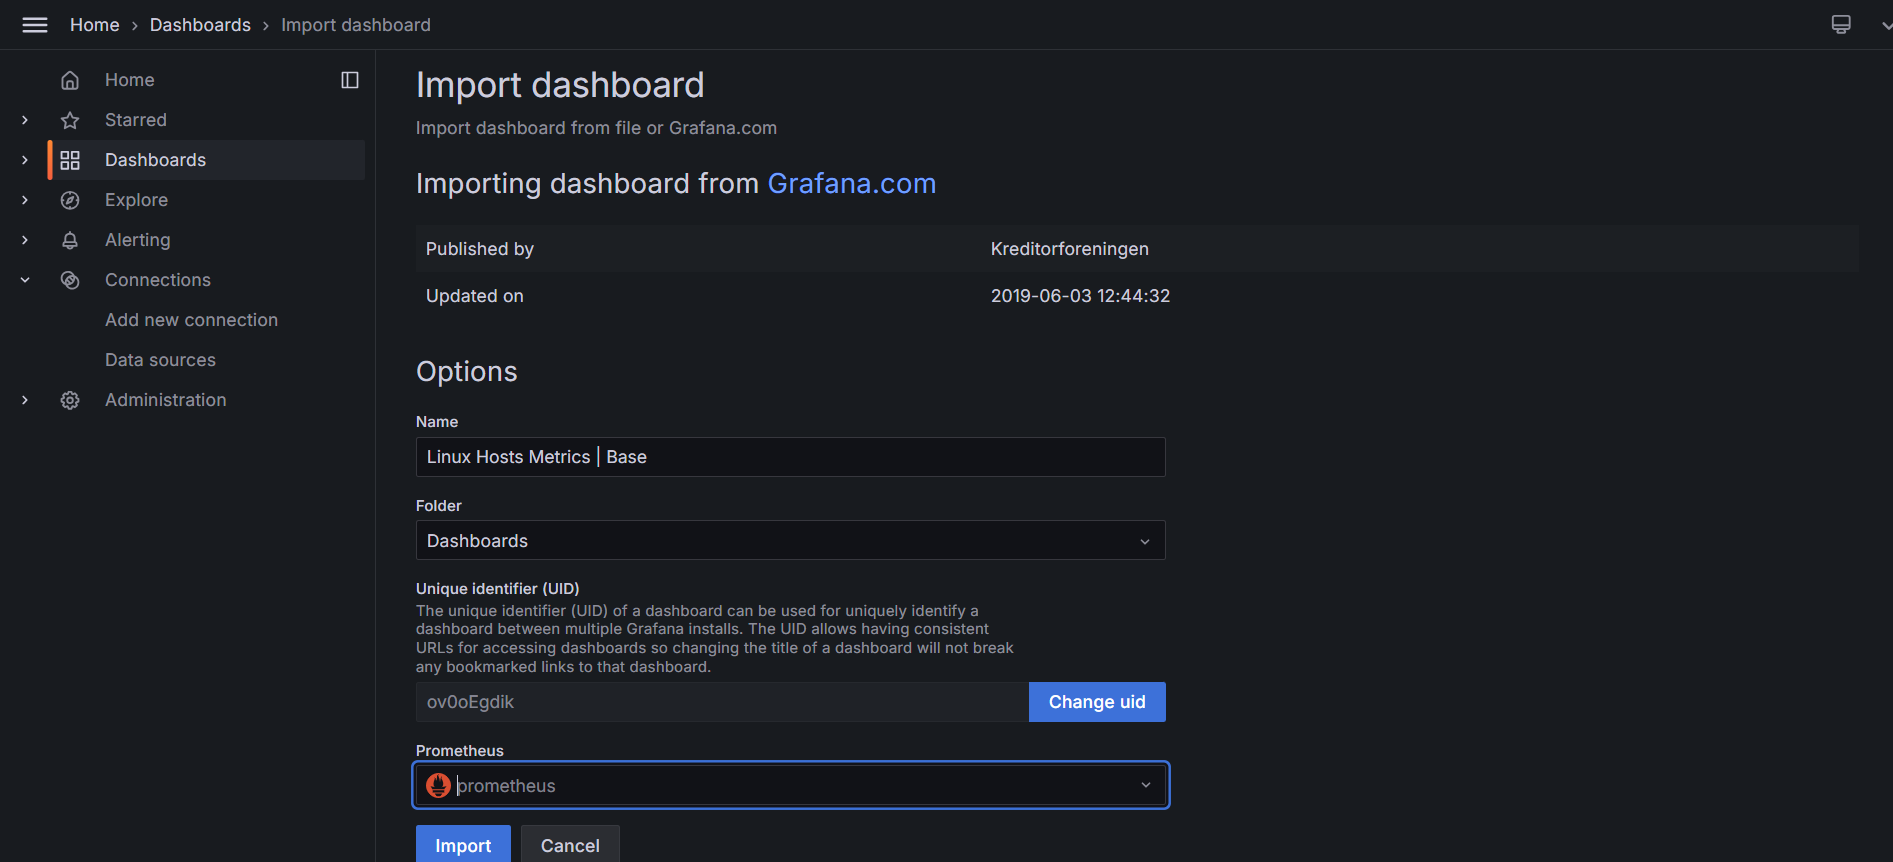 Home › Dashboards › Import dashboard
Home
Starred
Dashboards
Explore
Alerting
Connections
Add new connection
Data sources
Administration
Import dashboard
Import dashboard from file or Grafana.com
Importing dashboard from Grafana.com
Published by Kreditorforeningen
Updated on 2019-06-03 12:44:32
Options
Name
Linux Hosts Metrics | Base
Folder
Dashboards
Unique identifier (UID)
The unique identifier (UID) of a dashboard can be used for uniquely identify a
dashboard between multiple Grafana installs. The UID allows having consistent
URLs for accessing dashboards so changing the title of a dashboard will not break
any bookmarked links to that dashboard.
ov0oEgdik Change uid
Prometheus
prometheus
Import Cancel